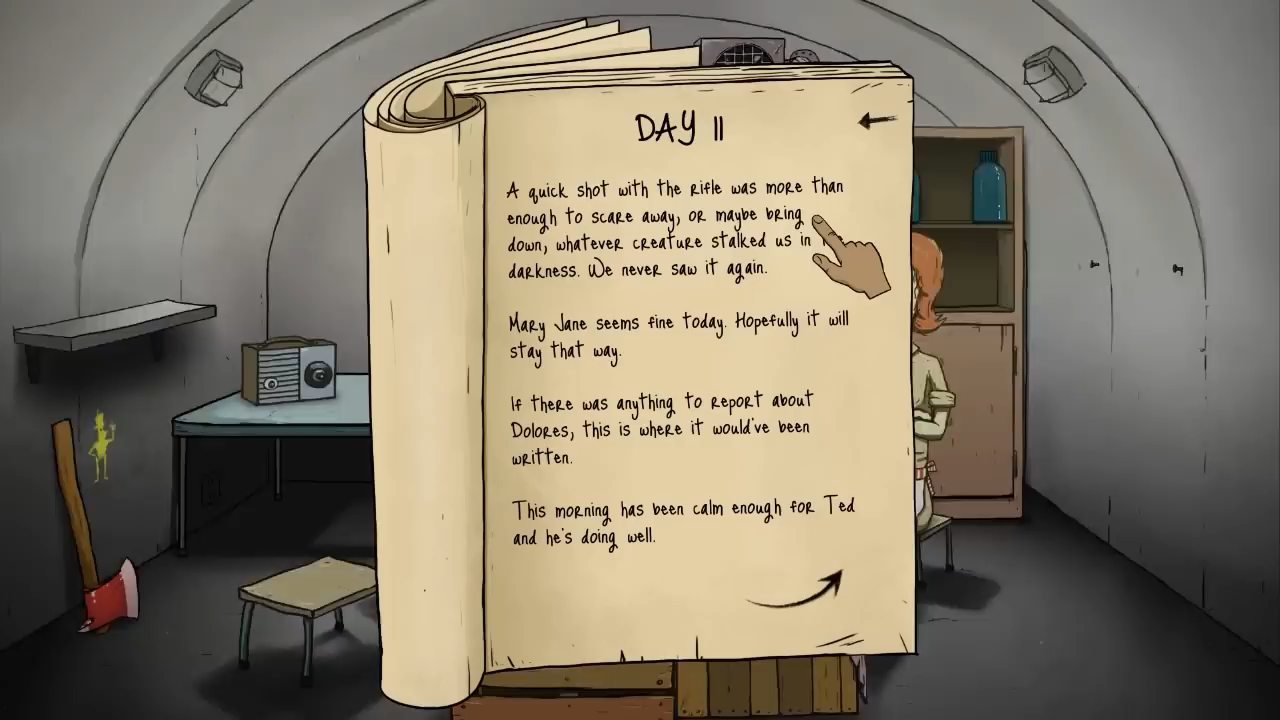 DAY 11
A quick shot with the rifle was more than
enough to scare away, or maybe bring
down, whatever creature stalked us in
darkness. We never saw it again.
Mary Jane seems fine today. Hopefully it will
stay that way.
If there was anything to report about
Dolores, this is where it would've been
written.
This morning has been calm enough for Ted
and he's doing well.